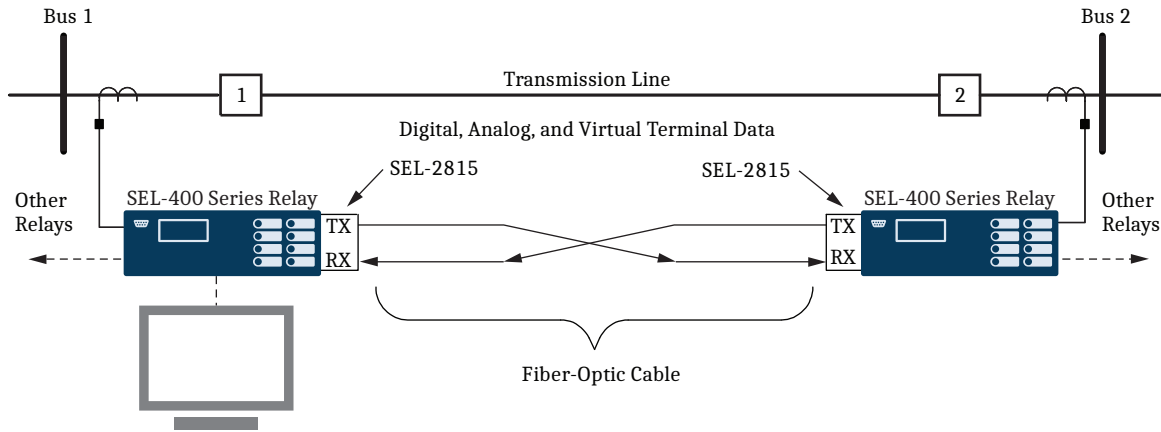 Bus 1
Bus 2
Transmission Line
1
2
Digital, Analog, and Virtual Terminal Data
SEL-2815
SEL-2815
Other
Relays
SEL-400 Series Relay
SEL-400 Series Relay
Other
Relays
TX
RX
TX
RX
Fiber-Optic Cable